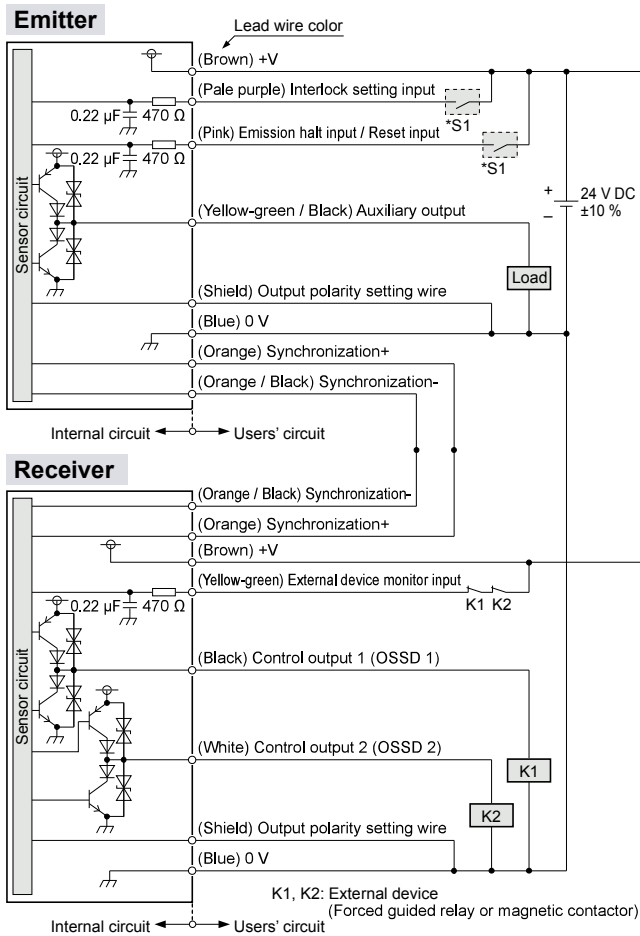 Emitter
Lead wire color
(Brown) +V
(Pale purple) Interlock setting input
0.22 µF 470 Ω
*S1
(Pink) Emission halt input / Reset input
0.22 µF 470 Ω
*S1
+ 24 V DC
– ±10 %
Sensor circuit
(Yellow-green / Black) Auxiliary output
Load
(Shield) Output polarity setting wire
(Blue) 0 V
(Orange) Synchronization+
(Orange / Black) Synchronization-
Internal circuit Users' circuit
Receiver
(Orange / Black) Synchronization-
(Orange) Synchronization+
(Brown) +V
(Yellow-green) External device monitor input
0.22 µF 470 Ω
K1 K2
Sensor circuit
(Black) Control output 1 (OSSD 1)
(White) Control output 2 (OSSD 2)
K1
K2
(Shield) Output polarity setting wire
(Blue) 0 V
K1, K2: External device
(Forced guided relay or magnetic contactor)
Internal circuit Users' circuit